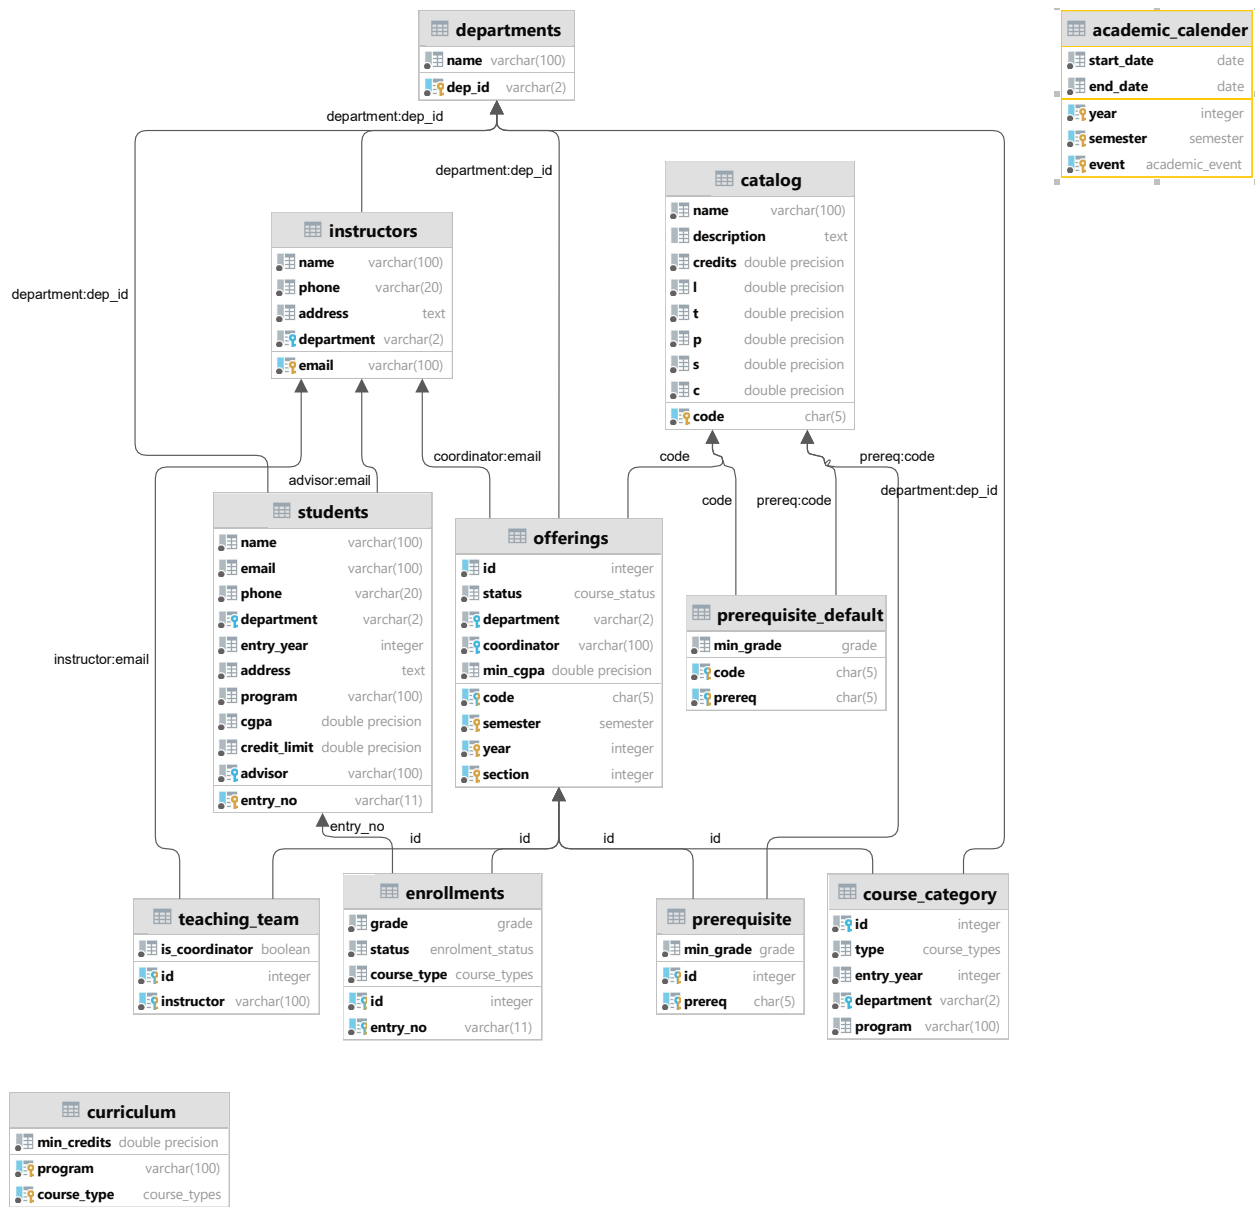 departments
name varchar(100)
dep_id varchar(2)
academic_calender
start_date date
end_date date
year integer
semester semester
event academic_event
department:dep_id
department:dep_id
department:dep_id
department:dep_id
catalog
name varchar(100)
description text
credits double precision
l double precision
t double precision
p double precision
s double precision
c double precision
code char(5)
instructors
name varchar(100)
phone varchar(20)
address text
department varchar(2)
email varchar(100)
coordinator:email
advisor:email
instructor:email
code
code
prereq:code
prereq:code
students
name varchar(100)
email varchar(100)
phone varchar(20)
department varchar(2)
entry_year integer
address text
program varchar(100)
cgpa double precision
credit_limit double precision
advisor varchar(100)
entry_no varchar(11)
offerings
id integer
status course_status
department varchar(2)
coordinator varchar(100)
min_cgpa double precision
code char(5)
semester semester
year integer
section integer
prerequisite_default
min_grade grade
code char(5)
prereq char(5)
entry_no
id
id
id
id
teaching_team
is_coordinator boolean
id integer
instructor varchar(100)
enrollments
grade grade
status enrolment_status
course_type course_types
id integer
entry_no varchar(11)
prerequisite
min_grade grade
id integer
prereq char(5)
course_category
id integer
type course_types
entry_year integer
department varchar(2)
program varchar(100)
curriculum
min_credits double precision
program varchar(100)
course_type course_types